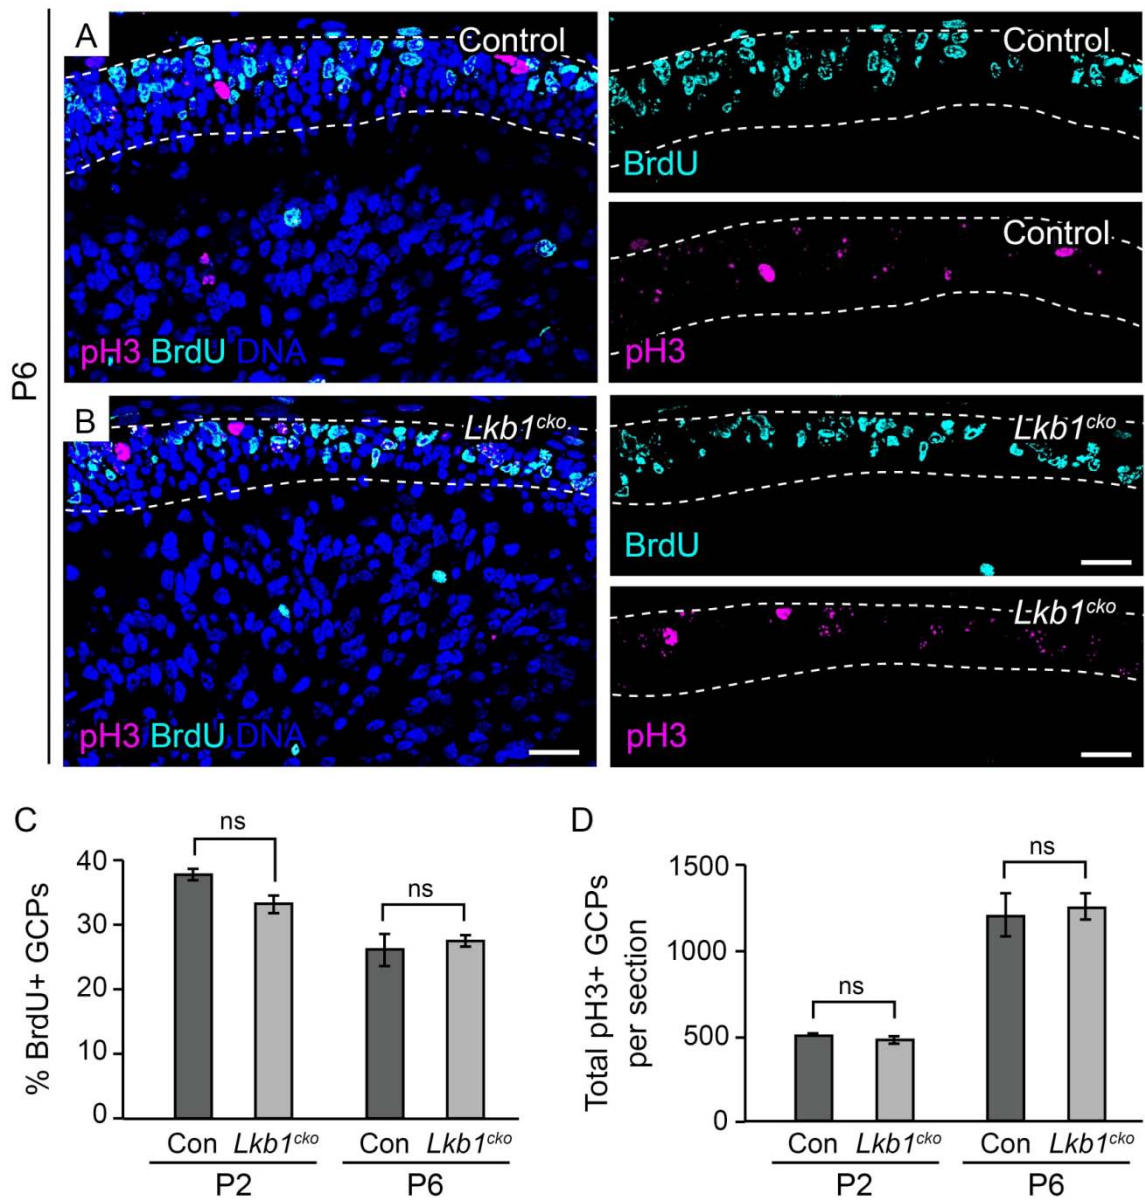 P6
A
Control
pH3 BrdU DNA
Control
BrdU
Control
pH3
B
Lkb1cko
pH3 BrdU DNA
Lkb1cko
BrdU
Lkb1cko
pH3
C
% BrdU+ GCPs
40
30
20
10
0
ns
ns
Con Lkb1cko Con Lkb1cko
P2 P6
D
Total pH3+ GCPs
per section
1500
1000
500
0
ns
ns
Con Lkb1cko Con Lkb1cko
P2 P6